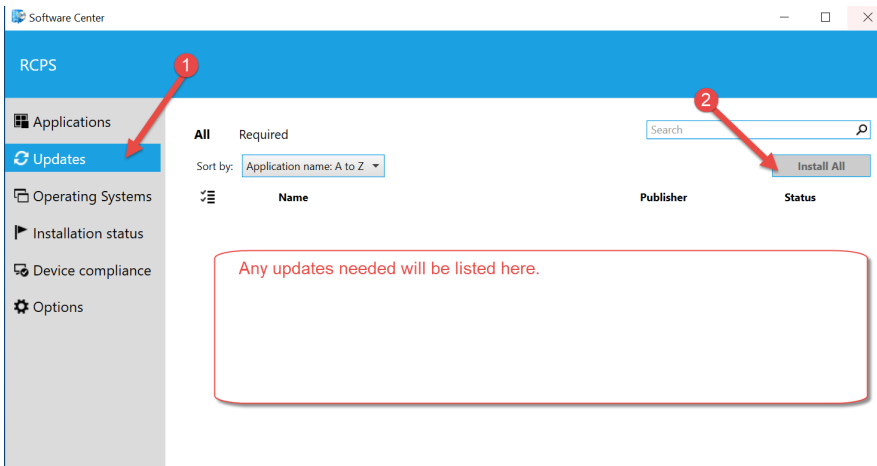 Software Center
RCPS
1
2
Applications
Updates
Operating Systems
Installation status
Device compliance
Options
All Required
Search
Sort by: Application name: A to Z
Install All
Name Publisher Status
Any updates needed will be listed here.